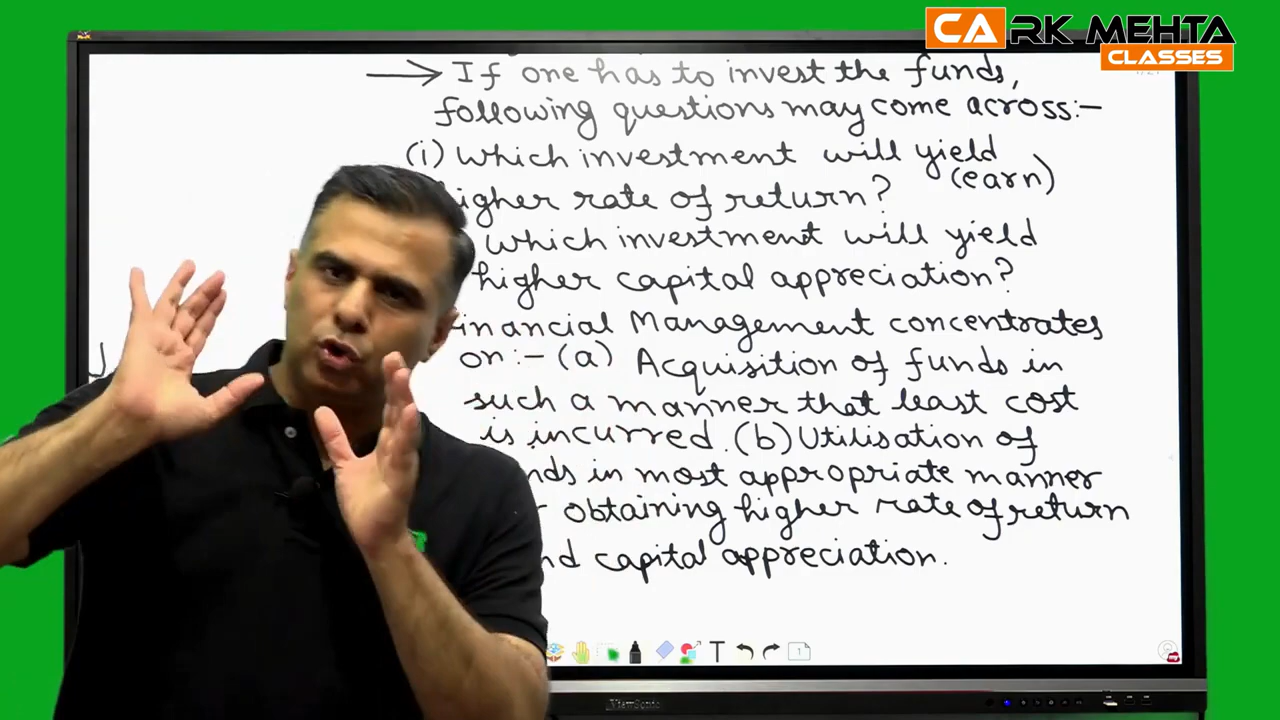 CA RK MEHTA
CLASSES
→ If one has to invest the funds,
following questions may come across:-
(i) Which investment will yield
(earn)
igher rate of return?
which investment will yield
higher capital appreciation?
inancial Management concentrates
on:- (a) Acquisition of funds in
such a manner that least cost
is incurred. (b) Utilisation of
nds in most appropriate manner
obtaining higher rate of return
nd capital appreciation.
T
1
ViewSonic